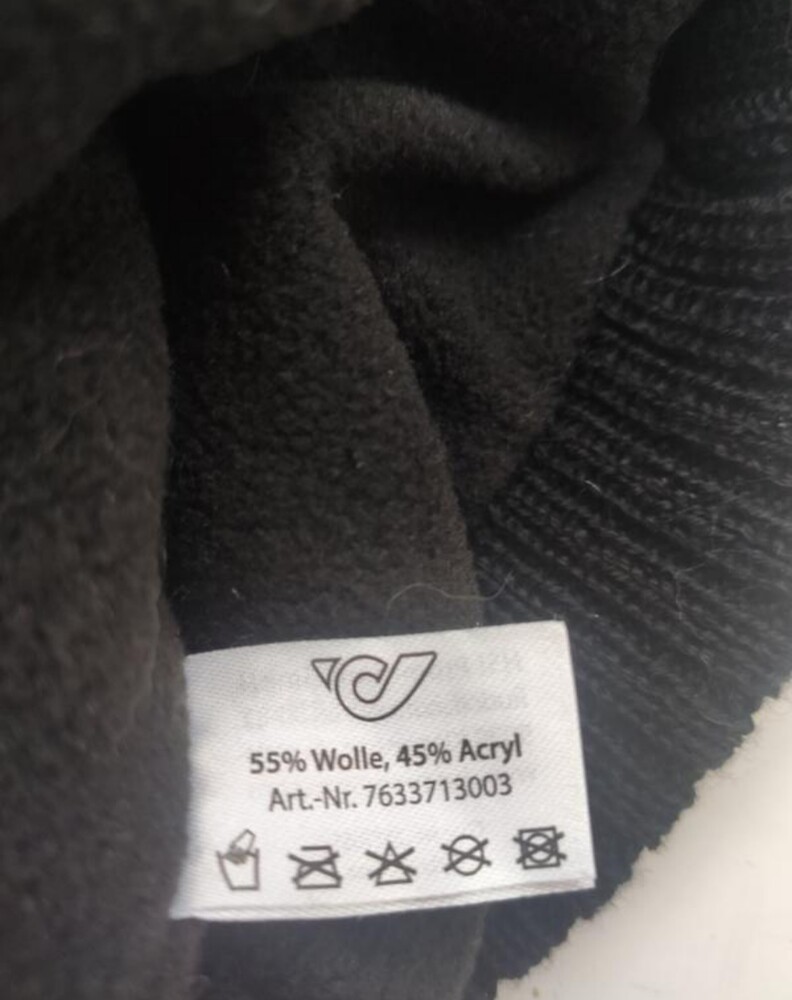 55% Wolle, 45% Acryl
Art.-Nr. 7633713003